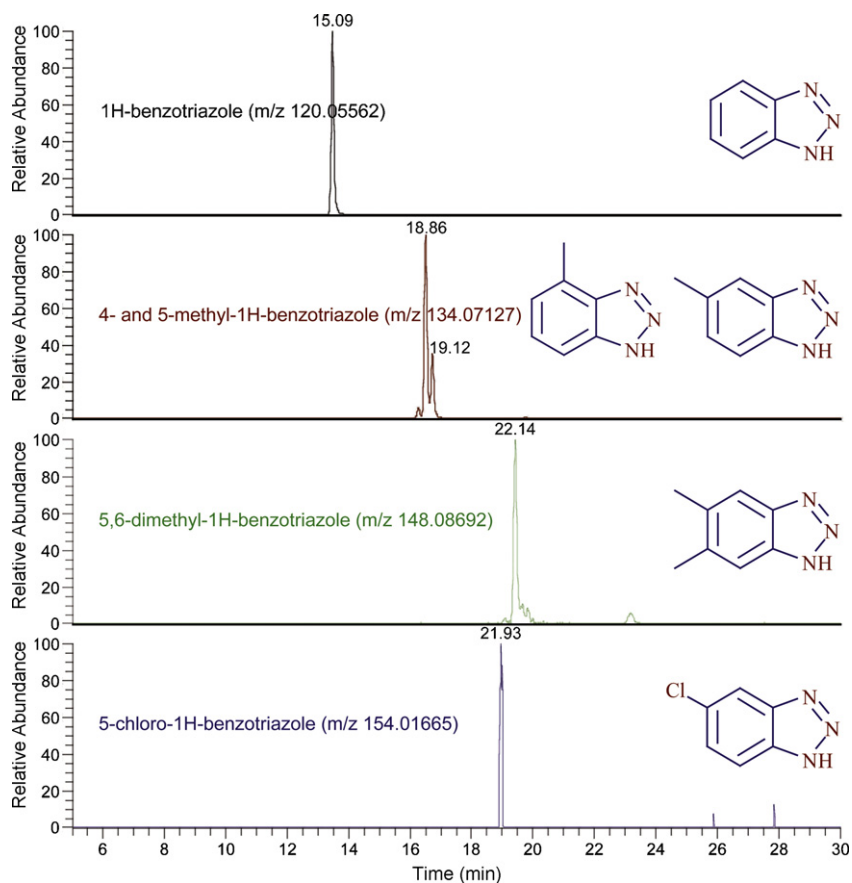 15.09
100
80
60
40
20
0
Relative Abundance
1H-benzotriazole (m/z 120.05562)
N
N
NH
18.86
100
80
60
40
20
0
Relative Abundance
4- and 5-methyl-1H-benzotriazole (m/z 134.07127)
19.12
N
N
NH
N
N
NH
22.14
100
80
60
40
20
0
Relative Abundance
5,6-dimethyl-1H-benzotriazole (m/z 148.08692)
N
N
NH
21.93
100
80
60
40
20
0
Relative Abundance
5-chloro-1H-benzotriazole (m/z 154.01665)
Cl
N
N
NH
6 8 10 12 14 16 18 20 22 24 26 28 30
Time (min)